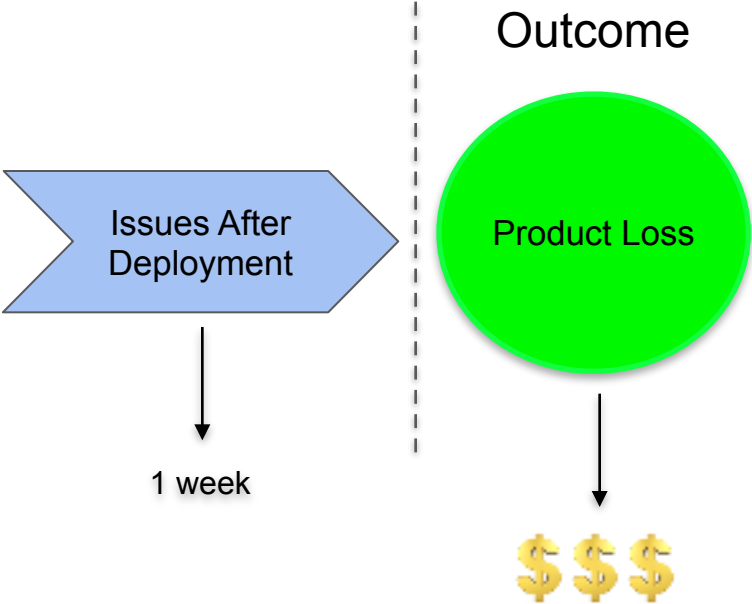 Outcome
Issues After
Deployment
Product Loss
1 week
$$$